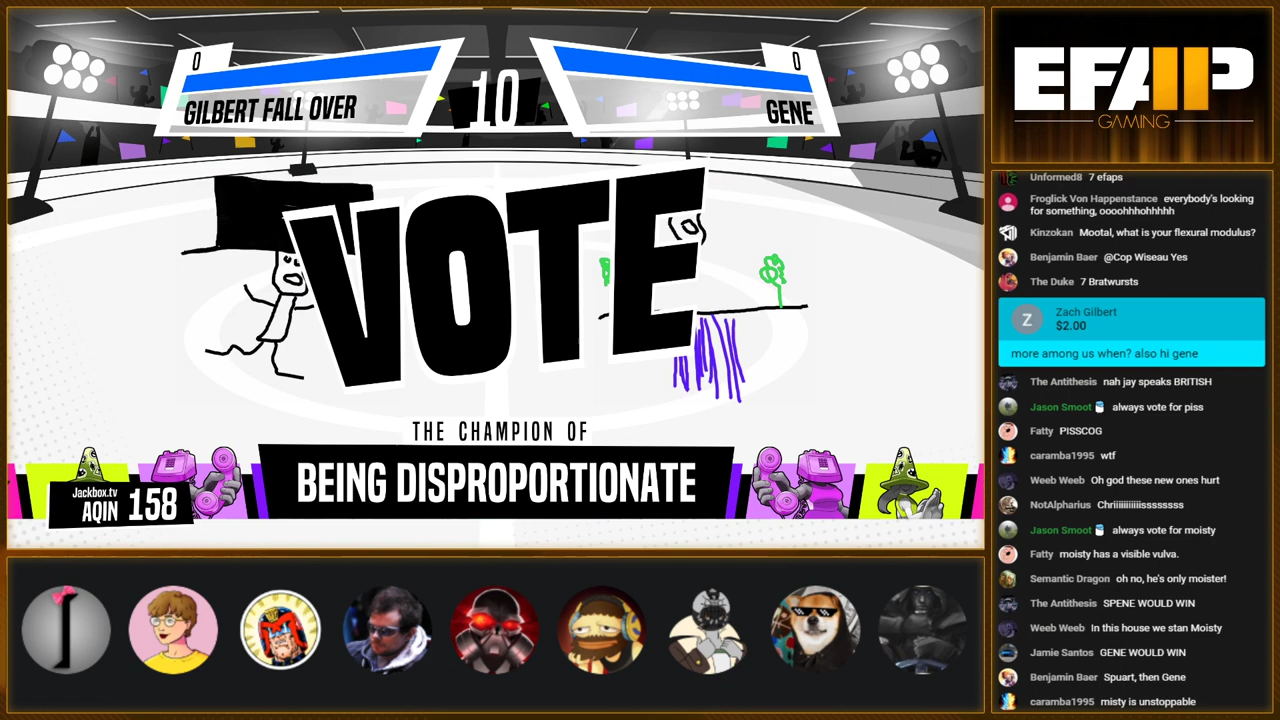 0
GILBERT FALL OVER
10
0
GENE
VOTE
THE CHAMPION OF
BEING DISPROPORTIONATE
Jackbox.tv
AQIN
158
EFAP
GAMING
Unformed8 7 efaps
Froglick Von Happenstance everybody's looking
for something, oooohhhohhhhh
Kinzokan Mootal, what is your flexural modulus?
Benjamin Baer @Cop Wiseau Yes
The Duke 7 Bratwursts
Z
Zach Gilbert
$2.00
more among us when? also hi gene
The Antithesis nah jay speaks BRITISH
Jason Smoot always vote for piss
Fatty PISSCOG
caramba1995 wtf
Weeb Weeb Oh god these new ones hurt
NotAlpharius Chriiiiiiiiiiissssssss
Jason Smoot always vote for moisty
Fatty moisty has a visible vulva.
Semantic Dragon oh no, he's only moister!
The Antithesis SPENE WOULD WIN
Weeb Weeb In this house we stan Moisty
Jamie Santos GENE WOULD WIN
Benjamin Baer Spuart, then Gene
caramba1995 misty is unstoppable